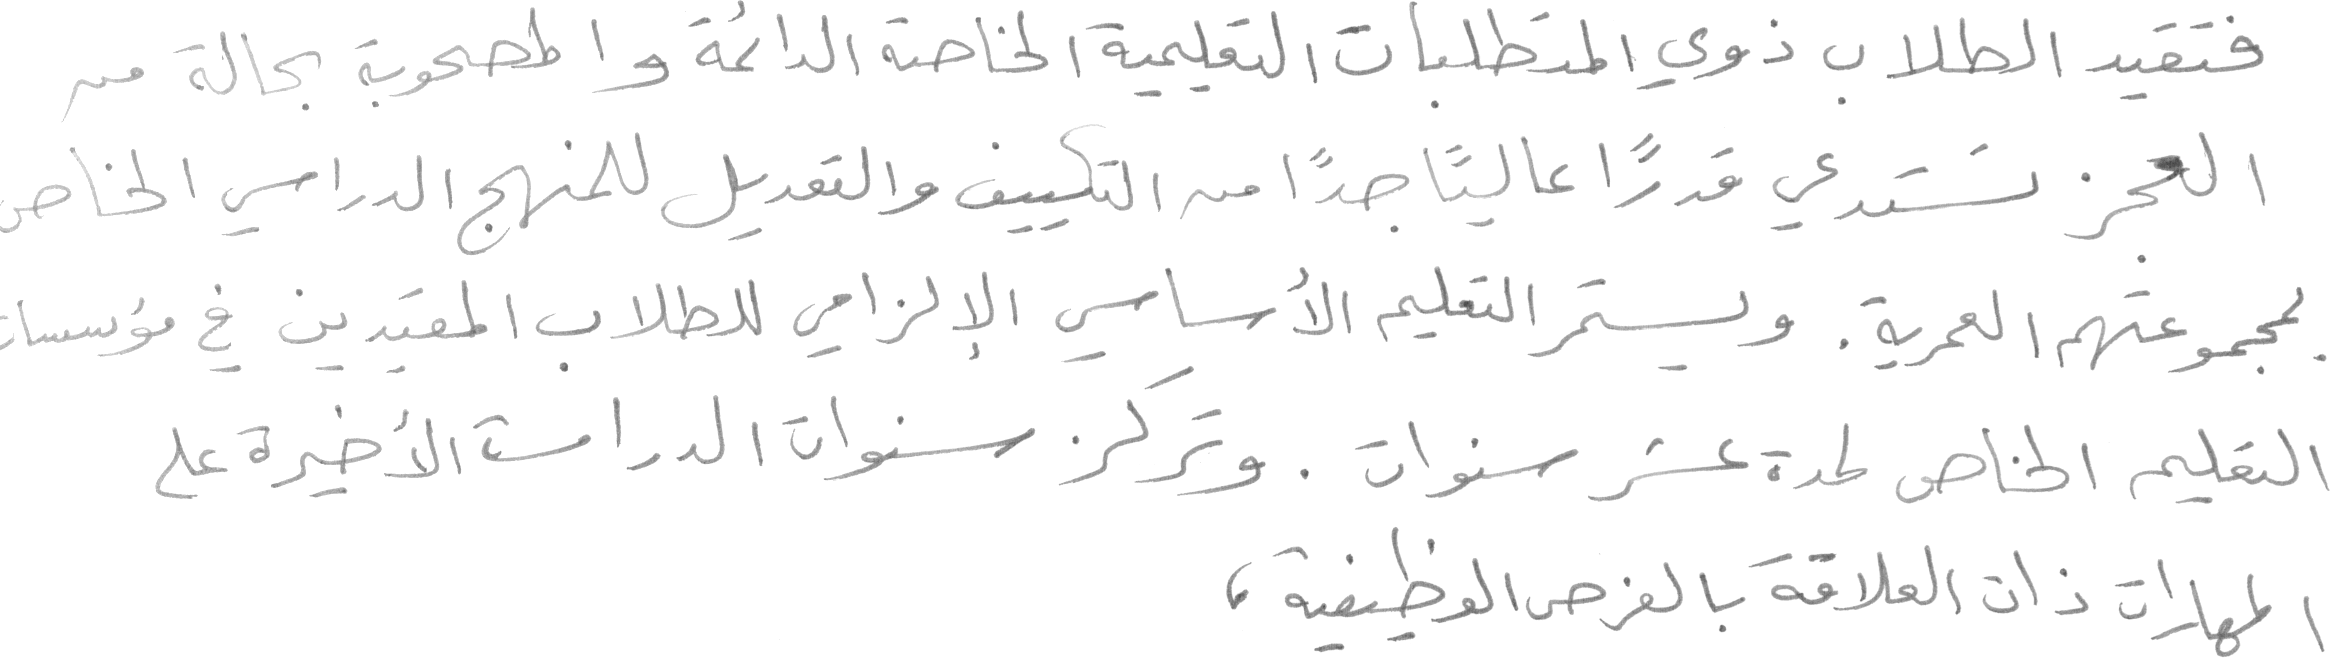 فتقيد الطلاب ذوي المتطلبات التعليمية الخاصة الدائمة والمصحوبة بحالة من
العجز تستدعي قدرًا عاليًا جدًا من التكييف والتعديل للمنهج الدراسي الخاص
بمجموعتهم العمرية. ويستمر التعليم الأساسي الإلزامي للطلاب المقيدين في مؤسسات
التعليم الخاص لمدة عشر سنوات. وتركز سنوات الدراسة الأخيرة على
المهارات ذات العلاقة بالفرص الوظيفية،